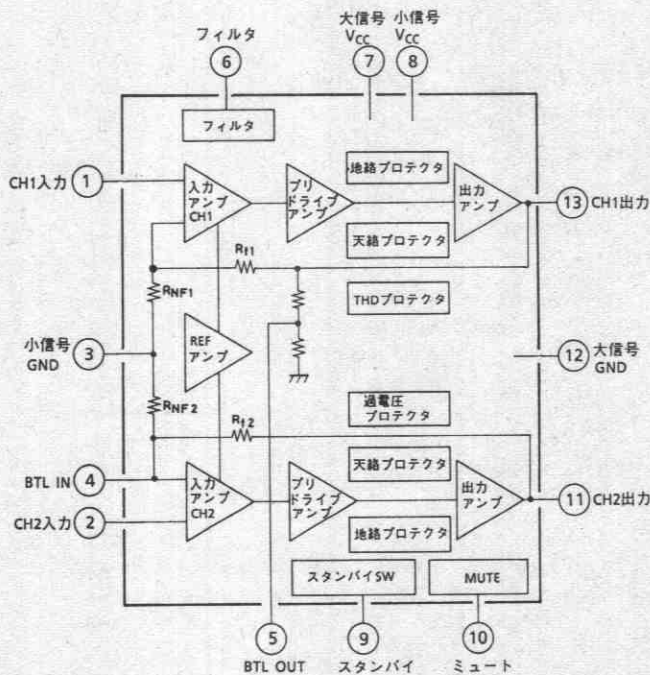 フィルタ
6
大信号
VCC
7
小信号
VCC
8
フィルタ
CH1入力
1
入力
アンプ
CH1
プリ
ドライブ
アンプ
地絡プロテクタ
出力
アンプ
13
CH1出力
天絡プロテクタ
Rf1
RNF1
THDプロテクタ
小信号
GND
3
REF
アンプ
12
大信号
GND
RNF2
Rf2
過電圧
プロテクタ
BTL IN
4
入力
アンプ
CH2
プリ
ドライブ
アンプ
天絡プロテクタ
出力
アンプ
11
CH2出力
CH2入力
2
地絡プロテクタ
スタンバイSW
MUTE
5
BTL OUT
9
スタンバイ
10
ミュート